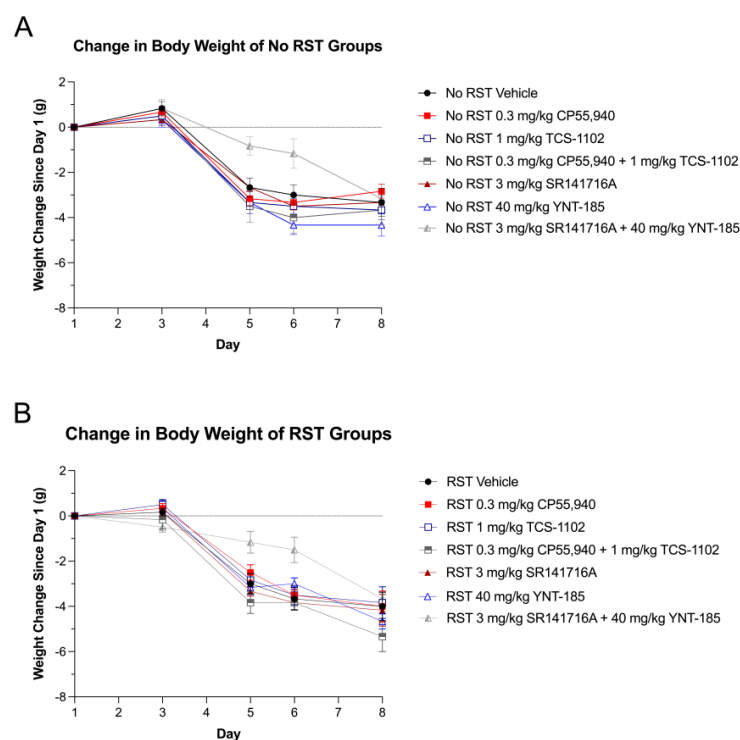 A
Change in Body Weight of No RST Groups
Weight Change Since Day 1 (g)
2
0
-2
-4
-6
-8
1 2 3 4 5 6 7 8
Day
No RST Vehicle
No RST 0.3 mg/kg CP55,940
No RST 1 mg/kg TCS-1102
No RST 0.3 mg/kg CP55,940 + 1 mg/kg TCS-1102
No RST 3 mg/kg SR141716A
No RST 40 mg/kg YNT-185
No RST 3 mg/kg SR141716A + 40 mg/kg YNT-185
B
Change in Body Weight of RST Groups
Weight Change Since Day 1 (g)
2
0
-2
-4
-6
-8
1 2 3 4 5 6 7 8
Day
RST Vehicle
RST 0.3 mg/kg CP55,940
RST 1 mg/kg TCS-1102
RST 0.3 mg/kg CP55,940 + 1 mg/kg TCS-1102
RST 3 mg/kg SR141716A
RST 40 mg/kg YNT-185
RST 3 mg/kg SR141716A + 40 mg/kg YNT-185